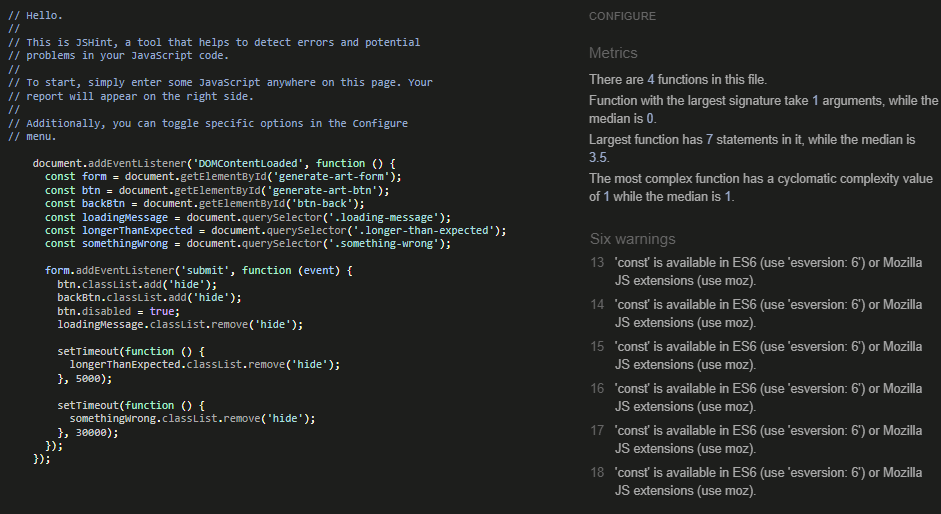 // Hello.
//
// This is JSHint, a tool that helps to detect errors and potential
// problems in your JavaScript code.
//
// To start, simply enter some JavaScript anywhere on this page. Your
// report will appear on the right side.
//
// Additionally, you can toggle specific options in the Configure
// menu.

    document.addEventListener('DOMContentLoaded', function () {
      const form = document.getElementById('generate-art-form');
      const btn = document.getElementById('generate-art-btn');
      const backBtn = document.getElementById('btn-back');
      const loadingMessage = document.querySelector('.loading-message');
      const longerThanExpected = document.querySelector('.longer-than-expected');
      const somethingWrong = document.querySelector('.something-wrong');

      form.addEventListener('submit', function (event) {
        btn.classList.add('hide');
        backBtn.classList.add('hide');
        btn.disabled = true;
        loadingMessage.classList.remove('hide');

        setTimeout(function () {
          longerThanExpected.classList.remove('hide');
        }, 5000);

        setTimeout(function () {
          somethingWrong.classList.remove('hide');
        }, 30000);
      });
    });
CONFIGURE
Metrics
There are 4 functions in this file.
Function with the largest signature take 1 arguments, while the
median is 0.
Largest function has 7 statements in it, while the median is
3.5.
The most complex function has a cyclomatic complexity value
of 1 while the median is 1.
Six warnings
13 'const' is available in ES6 (use 'esversion: 6') or Mozilla
JS extensions (use moz).
14 'const' is available in ES6 (use 'esversion: 6') or Mozilla
JS extensions (use moz).
15 'const' is available in ES6 (use 'esversion: 6') or Mozilla
JS extensions (use moz).
16 'const' is available in ES6 (use 'esversion: 6') or Mozilla
JS extensions (use moz).
17 'const' is available in ES6 (use 'esversion: 6') or Mozilla
JS extensions (use moz).
18 'const' is available in ES6 (use 'esversion: 6') or Mozilla
JS extensions (use moz).